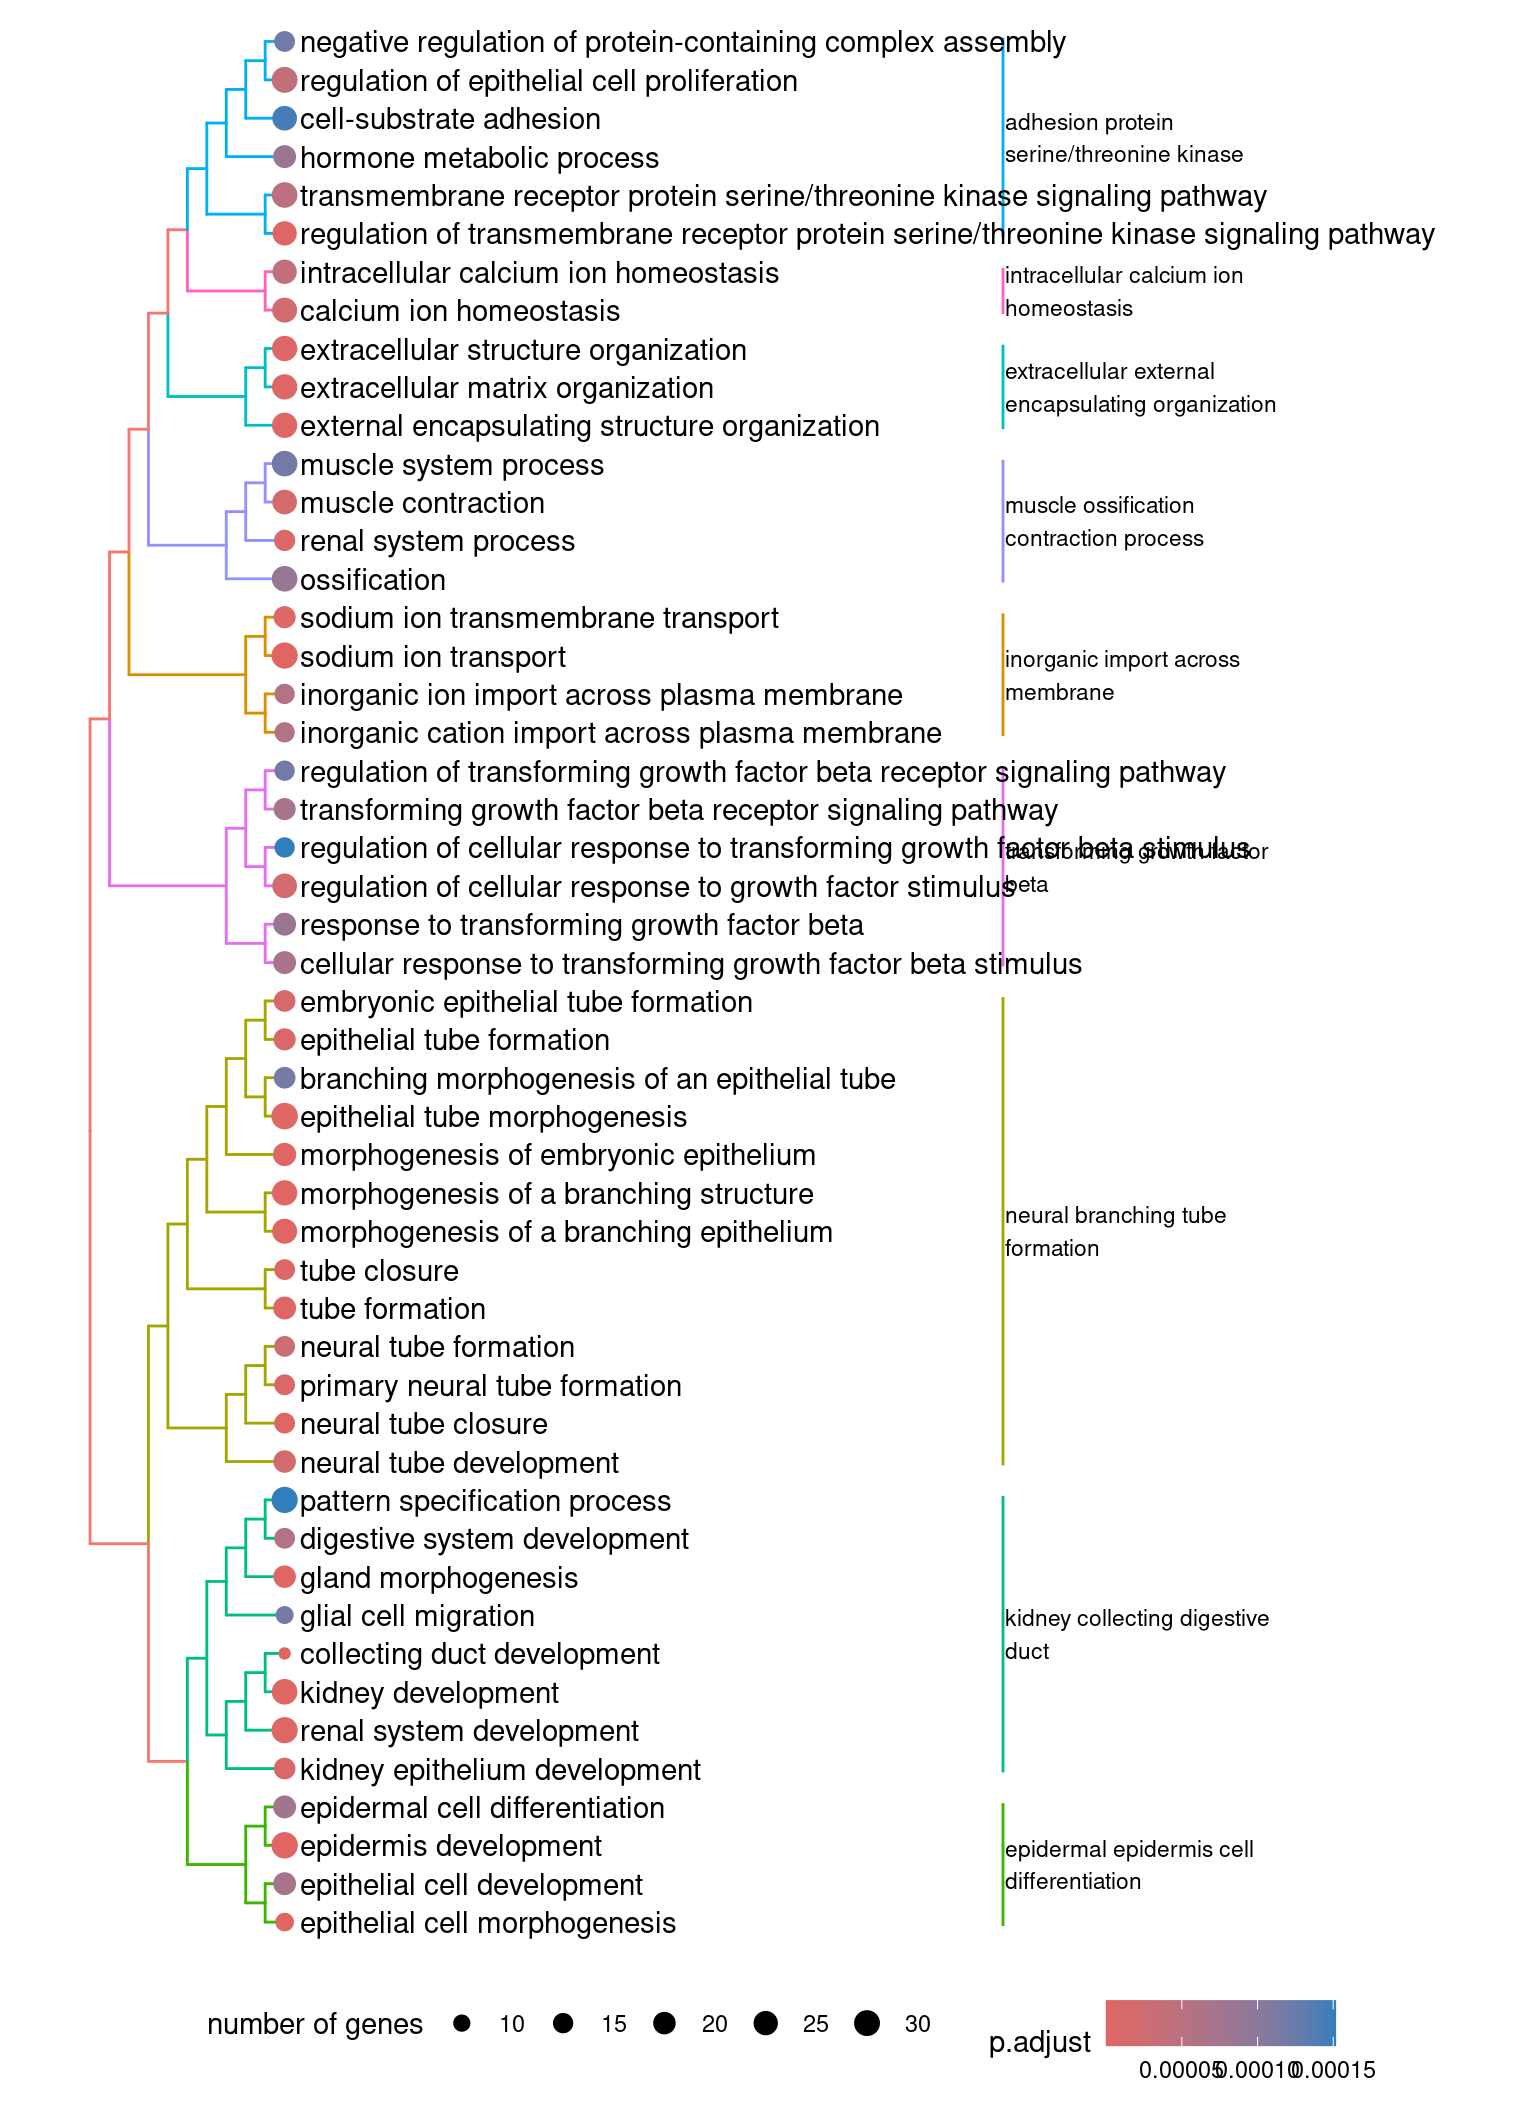 negative regulation of protein-containing complex assembly
regulation of epithelial cell proliferation
cell-substrate adhesion
hormone metabolic process
transmembrane receptor protein serine/threonine kinase signaling pathway
regulation of transmembrane receptor protein serine/threonine kinase signaling pathway
intracellular calcium ion homeostasis
calcium ion homeostasis
extracellular structure organization
extracellular matrix organization
external encapsulating structure organization
muscle system process
muscle contraction
renal system process
ossification
sodium ion transmembrane transport
sodium ion transport
inorganic ion import across plasma membrane
inorganic cation import across plasma membrane
regulation of transforming growth factor beta receptor signaling pathway
transforming growth factor beta receptor signaling pathway
regulation of cellular response to transforming growth factor beta stimulus
regulation of cellular response to growth factor stimulus
response to transforming growth factor beta
cellular response to transforming growth factor beta stimulus
embryonic epithelial tube formation
epithelial tube formation
branching morphogenesis of an epithelial tube
epithelial tube morphogenesis
morphogenesis of embryonic epithelium
morphogenesis of a branching structure
morphogenesis of a branching epithelium
tube closure
tube formation
neural tube formation
primary neural tube formation
neural tube closure
neural tube development
pattern specification process
digestive system development
gland morphogenesis
glial cell migration
collecting duct development
kidney development
renal system development
kidney epithelium development
epidermal cell differentiation
epidermis development
epithelial cell development
epithelial cell morphogenesis
adhesion protein
serine/threonine kinase
intracellular calcium ion
homeostasis
extracellular external
encapsulating organization
muscle ossification
contraction process
inorganic import across
membrane
transforming growth factor
beta
neural branching tube
formation
kidney collecting digestive
duct
epidermal epidermis cell
differentiation
number of genes 10 15 20 25 30
p.adjust
0.00005 0.00010 0.00015